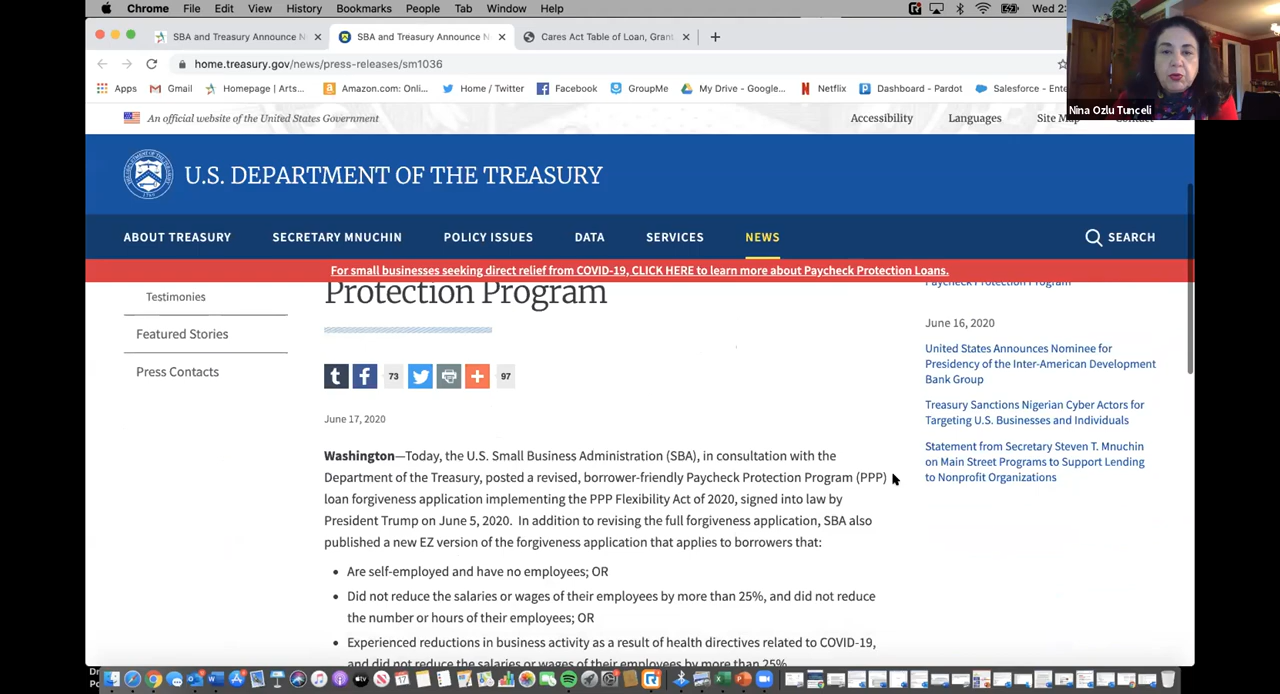 Chrome File Edit View History Bookmarks People Tab Window Help Wed 2:
SBA and Treasury Announce N SBA and Treasury Announce N Cares Act Table of Loan, Grant
home.treasury.gov/news/press-releases/sm1036
Apps Gmail Homepage | Arts... Amazon.com: Onli... Home / Twitter Facebook GroupMe My Drive - Google... Netflix Dashboard - Pardot Salesforce - Ente
Nina Ozlu Tunceli
An official website of the United States Government Accessibility Languages Site Contact
U.S. DEPARTMENT OF THE TREASURY
ABOUT TREASURY SECRETARY MNUCHIN POLICY ISSUES DATA SERVICES NEWS SEARCH
For small businesses seeking direct relief from COVID-19, CLICK HERE to learn more about Paycheck Protection Loans.
Testimonies
Featured Stories
Press Contacts
Protection Program
73 97
June 17, 2020
Washington—Today, the U.S. Small Business Administration (SBA), in consultation with the
Department of the Treasury, posted a revised, borrower-friendly Paycheck Protection Program (PPP)
loan forgiveness application implementing the PPP Flexibility Act of 2020, signed into law by
President Trump on June 5, 2020. In addition to revising the full forgiveness application, SBA also
published a new EZ version of the forgiveness application that applies to borrowers that:
• Are self-employed and have no employees; OR
• Did not reduce the salaries or wages of their employees by more than 25%, and did not reduce
the number or hours of their employees; OR
• Experienced reductions in business activity as a result of health directives related to COVID-19,
and did not reduce the salaries or wages of their employees by more than 25%
Paycheck Protection Program
June 16, 2020
United States Announces Nominee for
Presidency of the Inter-American Development
Bank Group
Treasury Sanctions Nigerian Cyber Actors for
Targeting U.S. Businesses and Individuals
Statement from Secretary Steven T. Mnuchin
on Main Street Programs to Support Lending
to Nonprofit Organizations